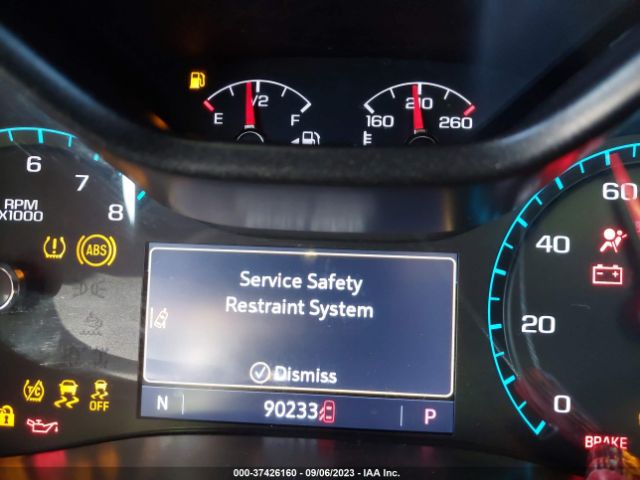 1/2
E F
210
160 260
6
7
8
RPM
X1000
ABS
60
40
20
0
Service Safety
Restraint System
Dismiss
N 90233 P
T/C
OFF
BRAKE
000-37426160 - 09/06/2023 - IAA Inc.